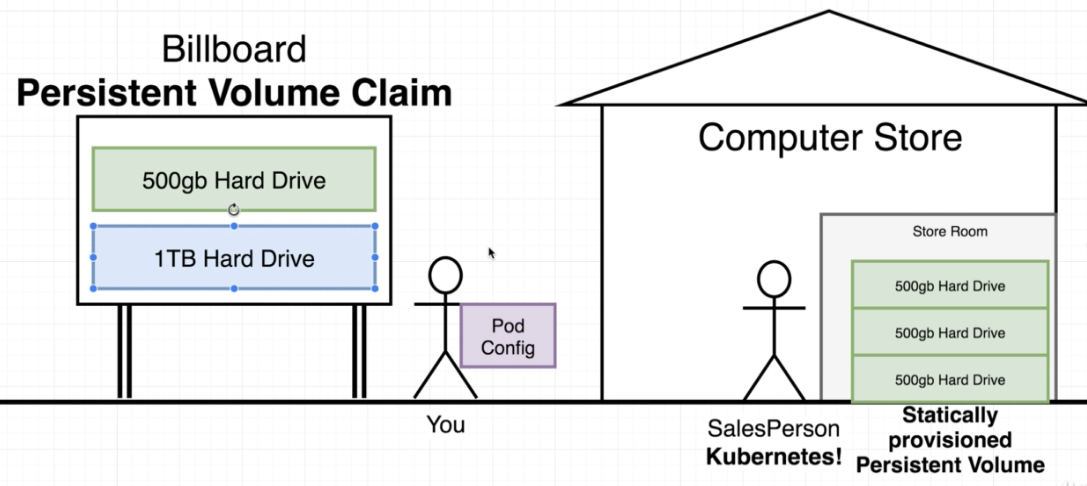 Billboard
Persistent Volume Claim
500gb Hard Drive
1TB Hard Drive
Pod
Config
You
Computer Store
Store Room
500gb Hard Drive
500gb Hard Drive
500gb Hard Drive
SalesPerson
Kubernetes!
Statically
provisioned
Persistent Volume